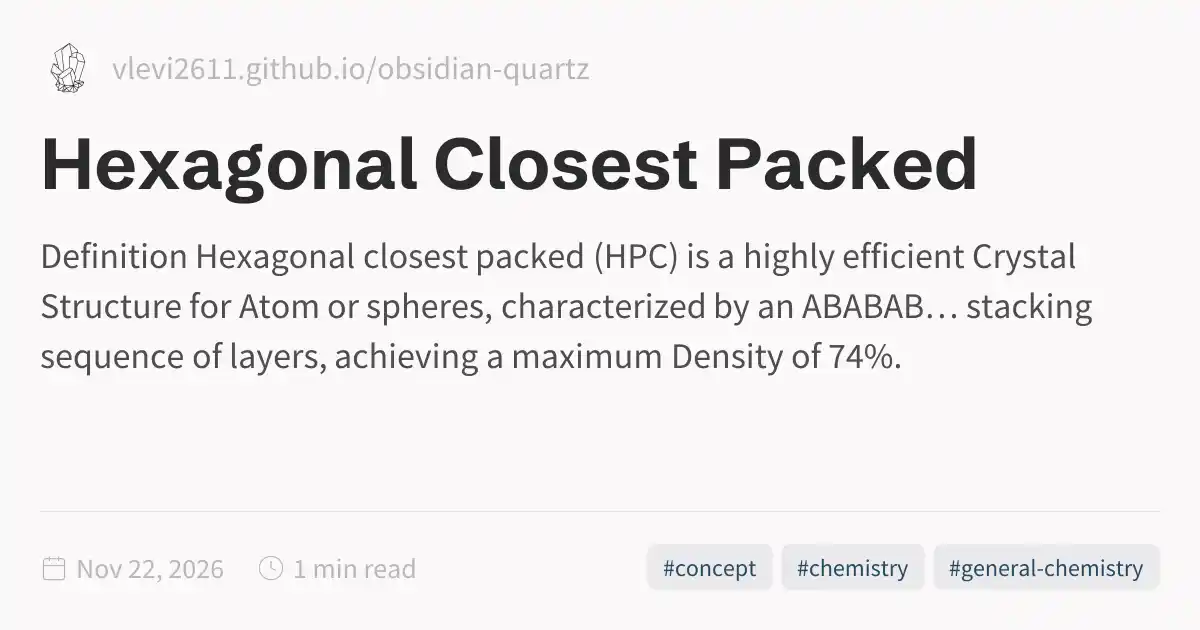 vlevi2611.github.io/obsidian-quartz
Hexagonal Closest Packed
Definition Hexagonal closest packed (HPC) is a highly efficient Crystal
Structure for Atom or spheres, characterized by an ABABAB… stacking
sequence of layers, achieving a maximum Density of 74%.
Nov 22, 2026 1 min read #concept #chemistry #general-chemistry